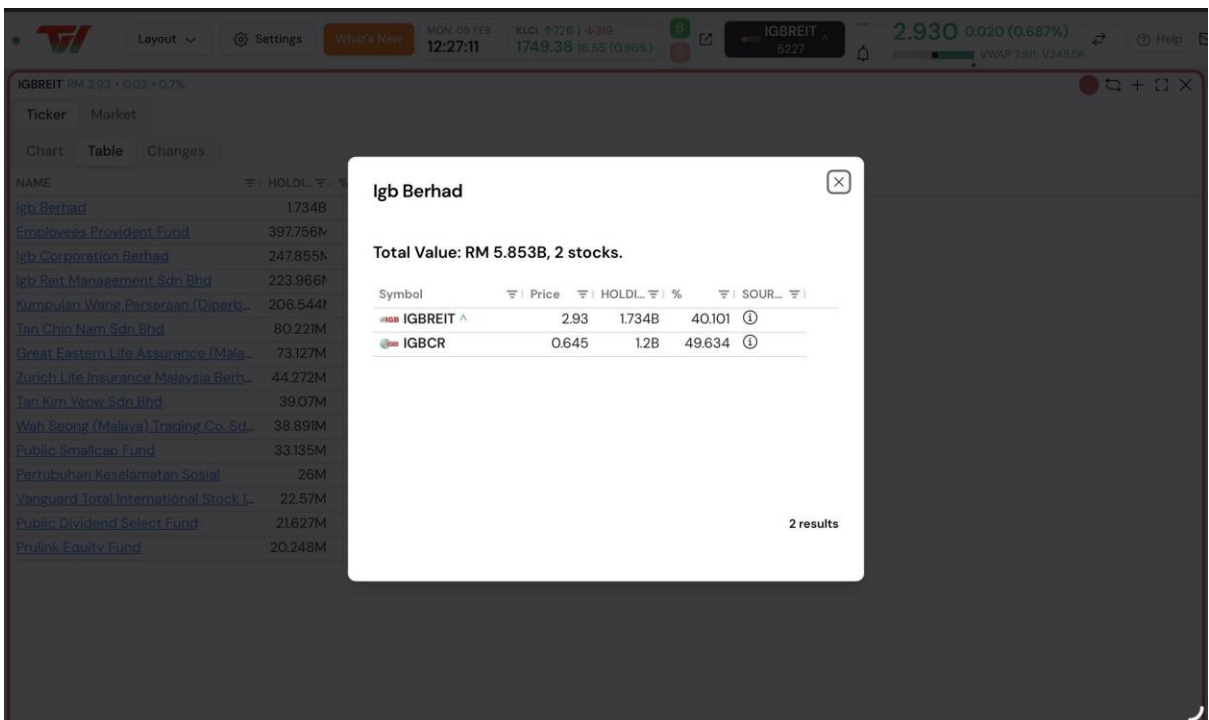 Layout
Settings
What's New
MON, 09 FEB
12:27:11
KLCI ↑726 | ↓319
1749.38 16.65 (0.96%)
B
S
IGBREIT ^
5227
2.930 0.020 (0.687%)
VWAP 2.911 V345.5K
Help
IGBREIT RM 2.93 • 0.02 • 0.7%
Ticker Market
Chart Table Changes
NAME HOLDI... %
Igb Berhad 1.734B
Employees Provident Fund 397.756M
Igb Corporation Berhad 247.855M
Igb Reit Management Sdn Bhd 223.966M
Kumpulan Wang Persaraan (Diperb... 206.544M
Tan Chin Nam Sdn Bhd 80.221M
Great Eastern Life Assurance (Mala... 73.127M
Zurich Life Insurance Malaysia Berh... 44.272M
Tan Kim Yeow Sdn Bhd 39.07M
Wah Seong (Malaya) Trading Co. Sd... 38.891M
Public Smallcap Fund 33.135M
Pertubuhan Keselamatan Sosial 26M
Vanguard Total International Stock I... 22.57M
Public Dividend Select Fund 21.627M
Prulink Equity Fund 20.248M
Igb Berhad
Total Value: RM 5.853B, 2 stocks.
Symbol Price HOLDI... % SOUR...
IGBREIT ^ 2.93 1.734B 40.101
IGBCR 0.645 1.2B 49.634
2 results